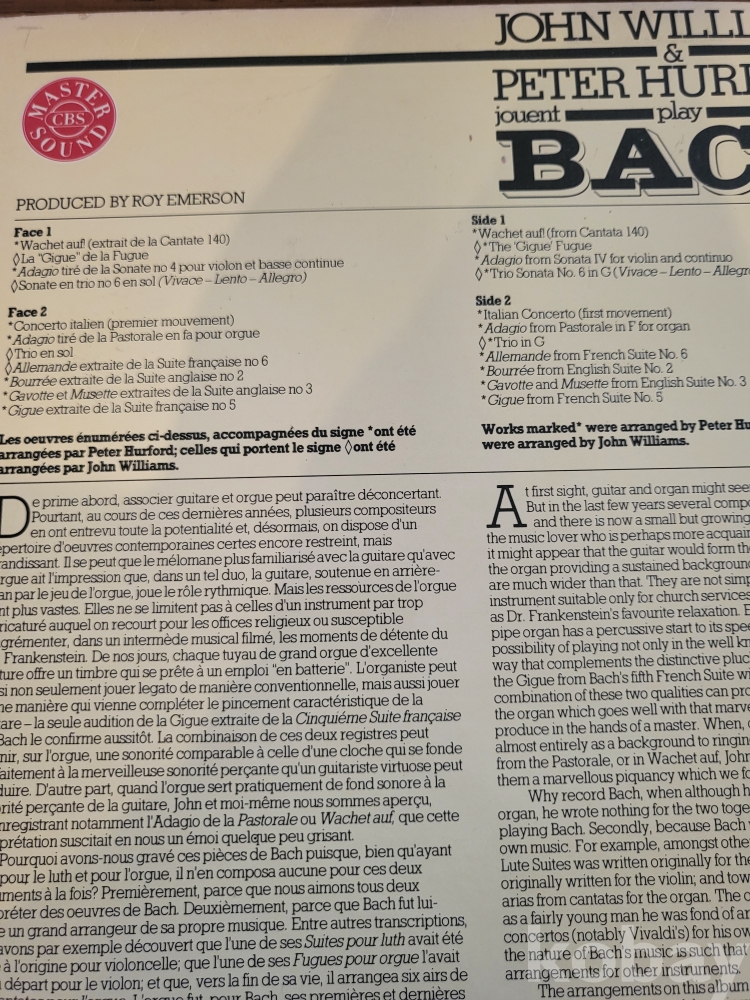 JOHN WILLI
&
PETER HUR
jouent play
BAC
MASTER
CBS
SOUND
PRODUCED BY ROY EMERSON
Face 1
*Wachet auf! (extrait de la Cantate 140)
◊La "Gigue" de la Fugue
*Adagio tiré de la Sonate no 4 pour violon et basse continue
◊Sonate en trio no 6 en sol (Vivace – Lento – Allegro)
Face 2
*Concerto italien (premier mouvement)
*Adagio tiré de la Pastorale en fa pour orgue
◊Trio en sol
◊Allemande extraite de la Suite française no 6
*Bourrée extraite de la Suite anglaise no 2
*Gavotte et Musette extraites de la Suite anglaise no 3
*Gigue extraite de la Suite française no 5
Les oeuvres énumérées ci-dessus, accompagnées du signe *ont été
arrangées par Peter Hurford; celles qui portent le signe ◊ont été
arrangées par John Williams.
Side 1
*Wachet auf! (from Cantata 140)
◊*The 'Gigue' Fugue
*Adagio from Sonata IV for violin and continuo
◊*Trio Sonata No. 6 in G (Vivace – Lento – Allegr
Side 2
*Italian Concerto (first movement)
*Adagio from Pastorale in F for organ
◊*Trio in G
*Allemande from French Suite No. 6
*Bourrée from English Suite No. 2
*Gavotte and Musette from English Suite No. 3
*Gigue from French Suite No. 5
Works marked* were arranged by Peter Hu
were arranged by John Williams.
De prime abord, associer guitare et orgue peut paraître déconcertant.
Pourtant, au cours de ces dernières années, plusieurs compositeurs
en ont entrevu toute la potentialité et, désormais, on dispose d'un
épertoire d'oeuvres contemporaines certes encore restreint, mais
randissant. Il se peut que le mélomane plus familiarisé avec la guitare qu'avec
rgue ait l'impression que, dans un tel duo, la guitare, soutenue en arrière-
an par le jeu de l'orgue, joue le rôle rythmique. Mais les ressources de l'orgue
nt plus vastes. Elles ne se limitent pas à celles d'un instrument par trop
ricaturé auquel on recourt pour les offices religieux ou susceptible
grémenter, dans un intermède musical filmé, les moments de détente du
Frankenstein. De nos jours, chaque tuyau de grand orgue d'excellente
ture offre un timbre qui se prête à un emploi "en batterie". L'organiste peut
si non seulement jouer legato de manière conventionnelle, mais aussi jouer
ne manière qui vienne compléter le pincement caractéristique de la
are – la seule audition de la Gigue extraite de la Cinquiéme Suite française
Bach le confirme aussitôt. La combinaison de ces deux registres peut
nir, sur l'orgue, une sonorité comparable à celle d'une cloche qui se fonde
aitement à la merveilleuse sonorité perçante qu'un guitariste virtuose peut
duire. D'autre part, quand l'orgue sert pratiquement de fond sonore à la
rité perçante de la guitare, John et moi-même nous sommes aperçu,
nregistrant notamment l'Adagio de la Pastorale ou Wachet auf, que cette
prétation suscitait en nous un émoi quelque peu grisant.
Pourquoi avons-nous gravé ces pièces de Bach puisque, bien qu'ayant
pour le luth et pour l'orgue, il n'en composa aucune pour ces deux
uments à la fois? Premièrement, parce que nous aimons tous deux
préter des oeuvres de Bach. Deuxièmement, parce que Bach fut lui-
e un grand arrangeur de sa propre musique. Entre autres transcriptions,
avons par exemple découvert que l'une de ses Suites pour luth avait été
à l'origine pour violoncelle; que l'une de ses Fugues pour orgue l'avait
départ pour le violon; et que, vers la fin de sa vie, il arrangea six airs de
pour Bach, ses premières et dernières
At first sight, guitar and organ might see
But in the last few years several compo
and there is now a small but growing
the music lover who is perhaps more acquain
it might appear that the guitar would form th
the organ providing a sustained backgroun
are much wider than that. They are not simp
instrument suitable only for church services
as Dr. Frankenstein's favourite relaxation. E
pipe organ has a percussive start to its spe
possibility of playing not only in the well kn
way that complements the distinctive pluc
the Gigue from Bach's fifth French Suite wi
combination of these two qualities can pro
the organ which goes well with that marve
produce in the hands of a master. When,
almost entirely as a background to ringin
from the Pastorale, or in Wachet auf, John
them a marvellous piquancy which we fo
Why record Bach, when although h
organ, he wrote nothing for the two toge
playing Bach. Secondly, because Bach
own music. For example, amongst othe
Lute Suites was written originally for the
originally written for the violin; and tow
arias from cantatas for the organ. The c
as a fairly young man he was fond of ar
concertos (notably Vivaldi's) for his ow
the nature of Bach's music is such that
arrangements for other instruments.
The arrangements on this album